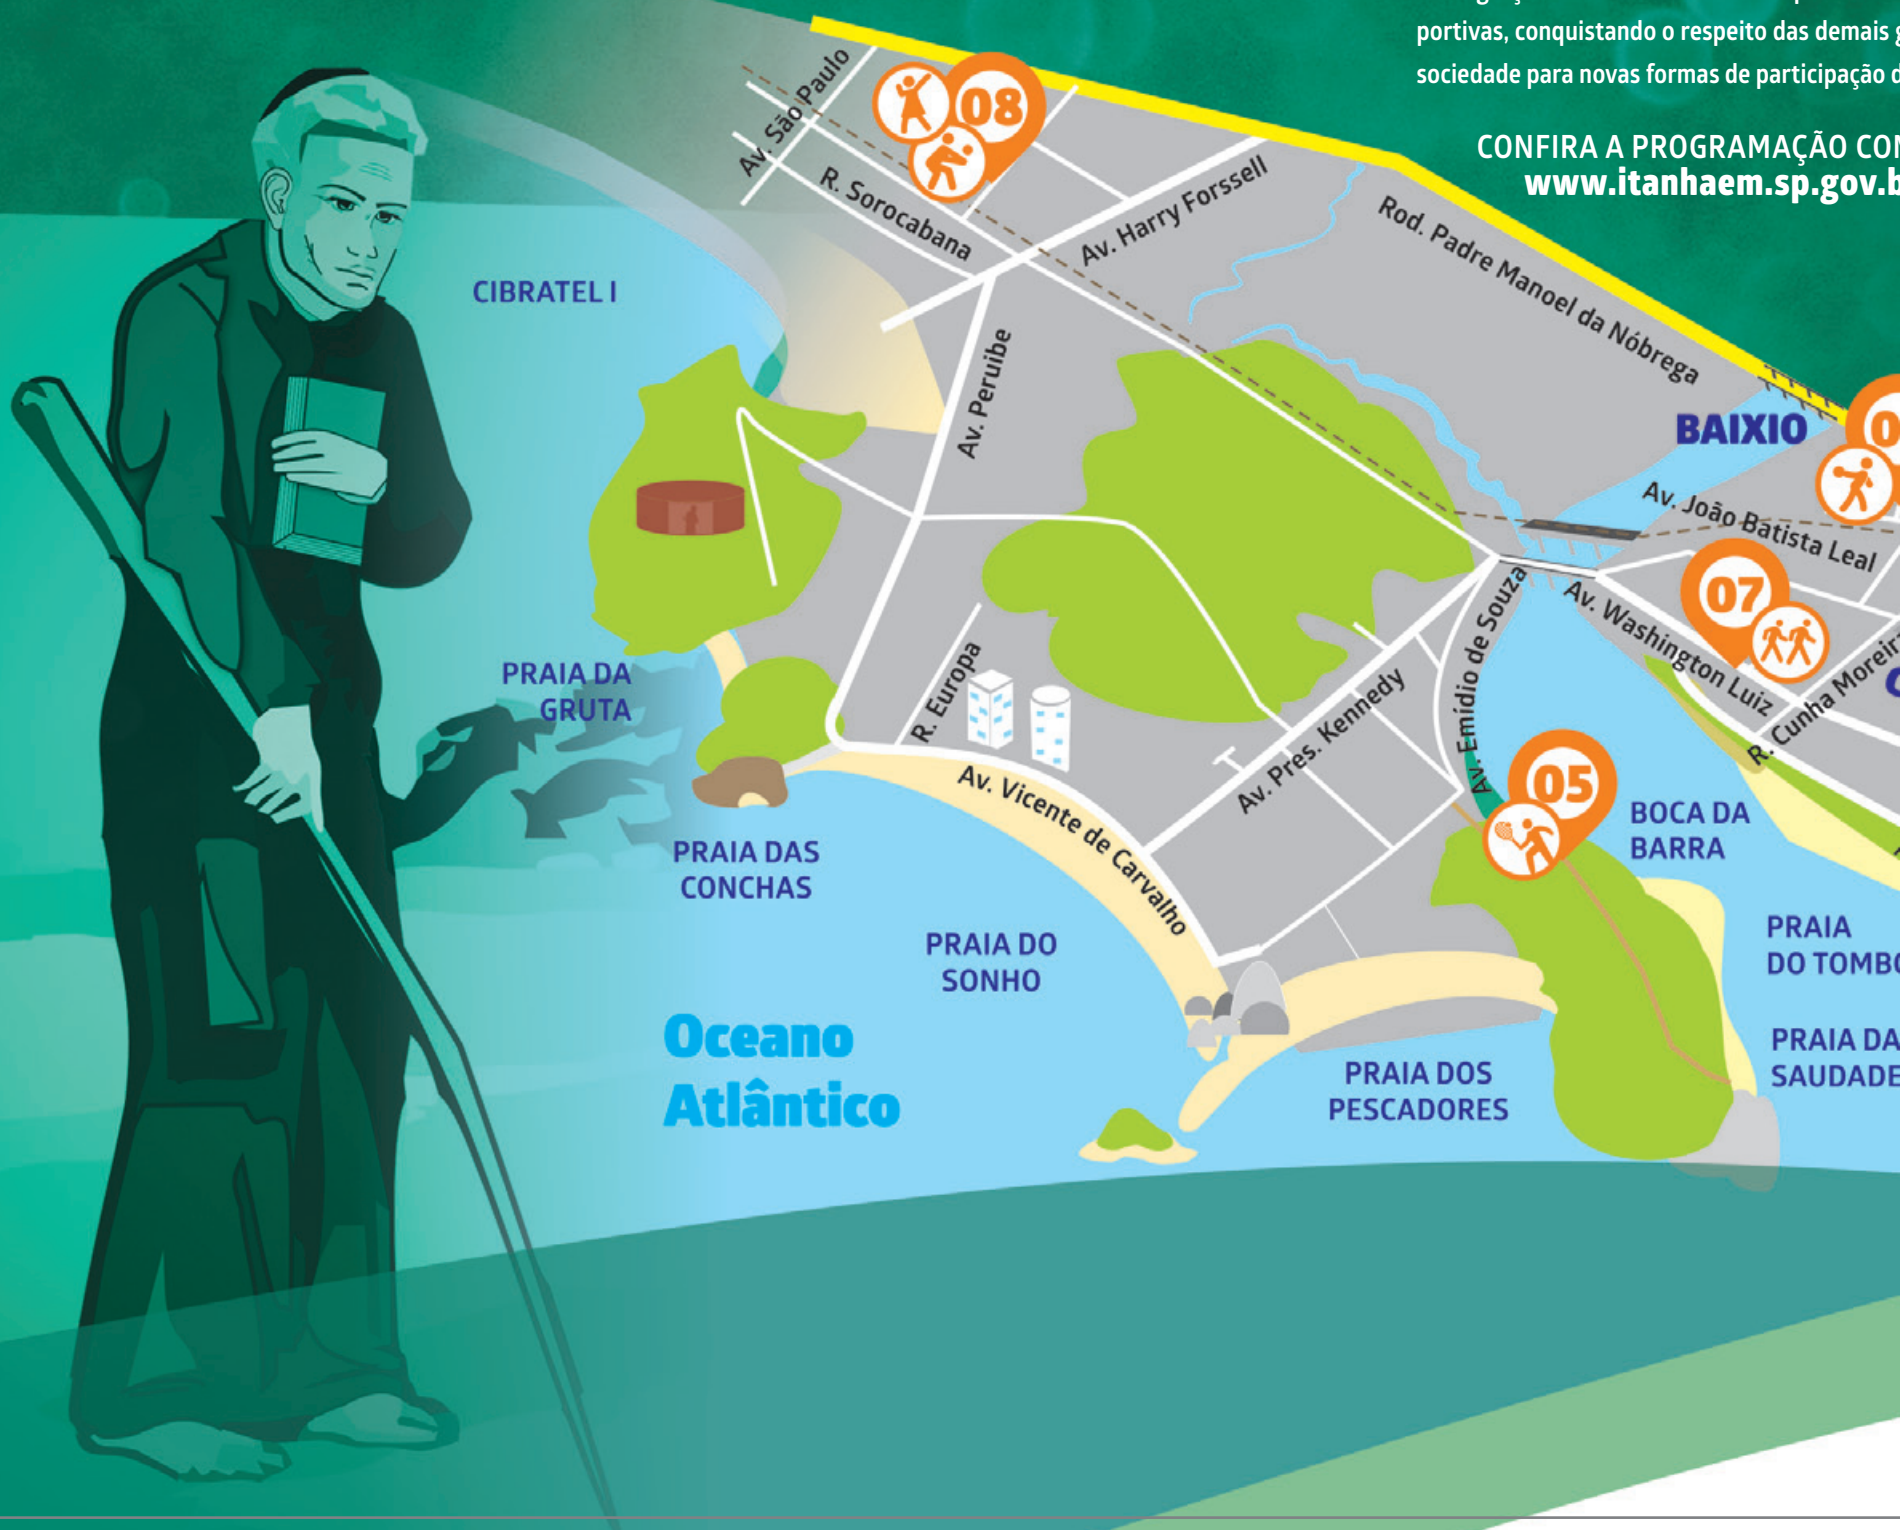 portivas, conquistando o respeito das demais
sociedade para novas formas de participação
CONFIRA A PROGRAMAÇÃO
www.itanhaem.sp.gov.b
Av. São Paulo
08
R. Sorocabana
Av. Harry Forssell
Rod. Padre Manoel da Nóbrega
CIBRATEL I
Av. Peruibe
BAIXIO
Av. João Batista Leal
07
Av. Washington Luiz
Av. Emídio de Souza
R. Cunha Moreir
PRAIA DA
GRUTA
R. Europa
Av. Pres. Kennedy
Av. Vicente de Carvalho
05
BOCA DA
BARRA
PRAIA DAS
CONCHAS
PRAIA DO
SONHO
PRAIA
DO TOMBO
Oceano
Atlântico
PRAIA DOS
PESCADORES
PRAIA DA
SAUDADE